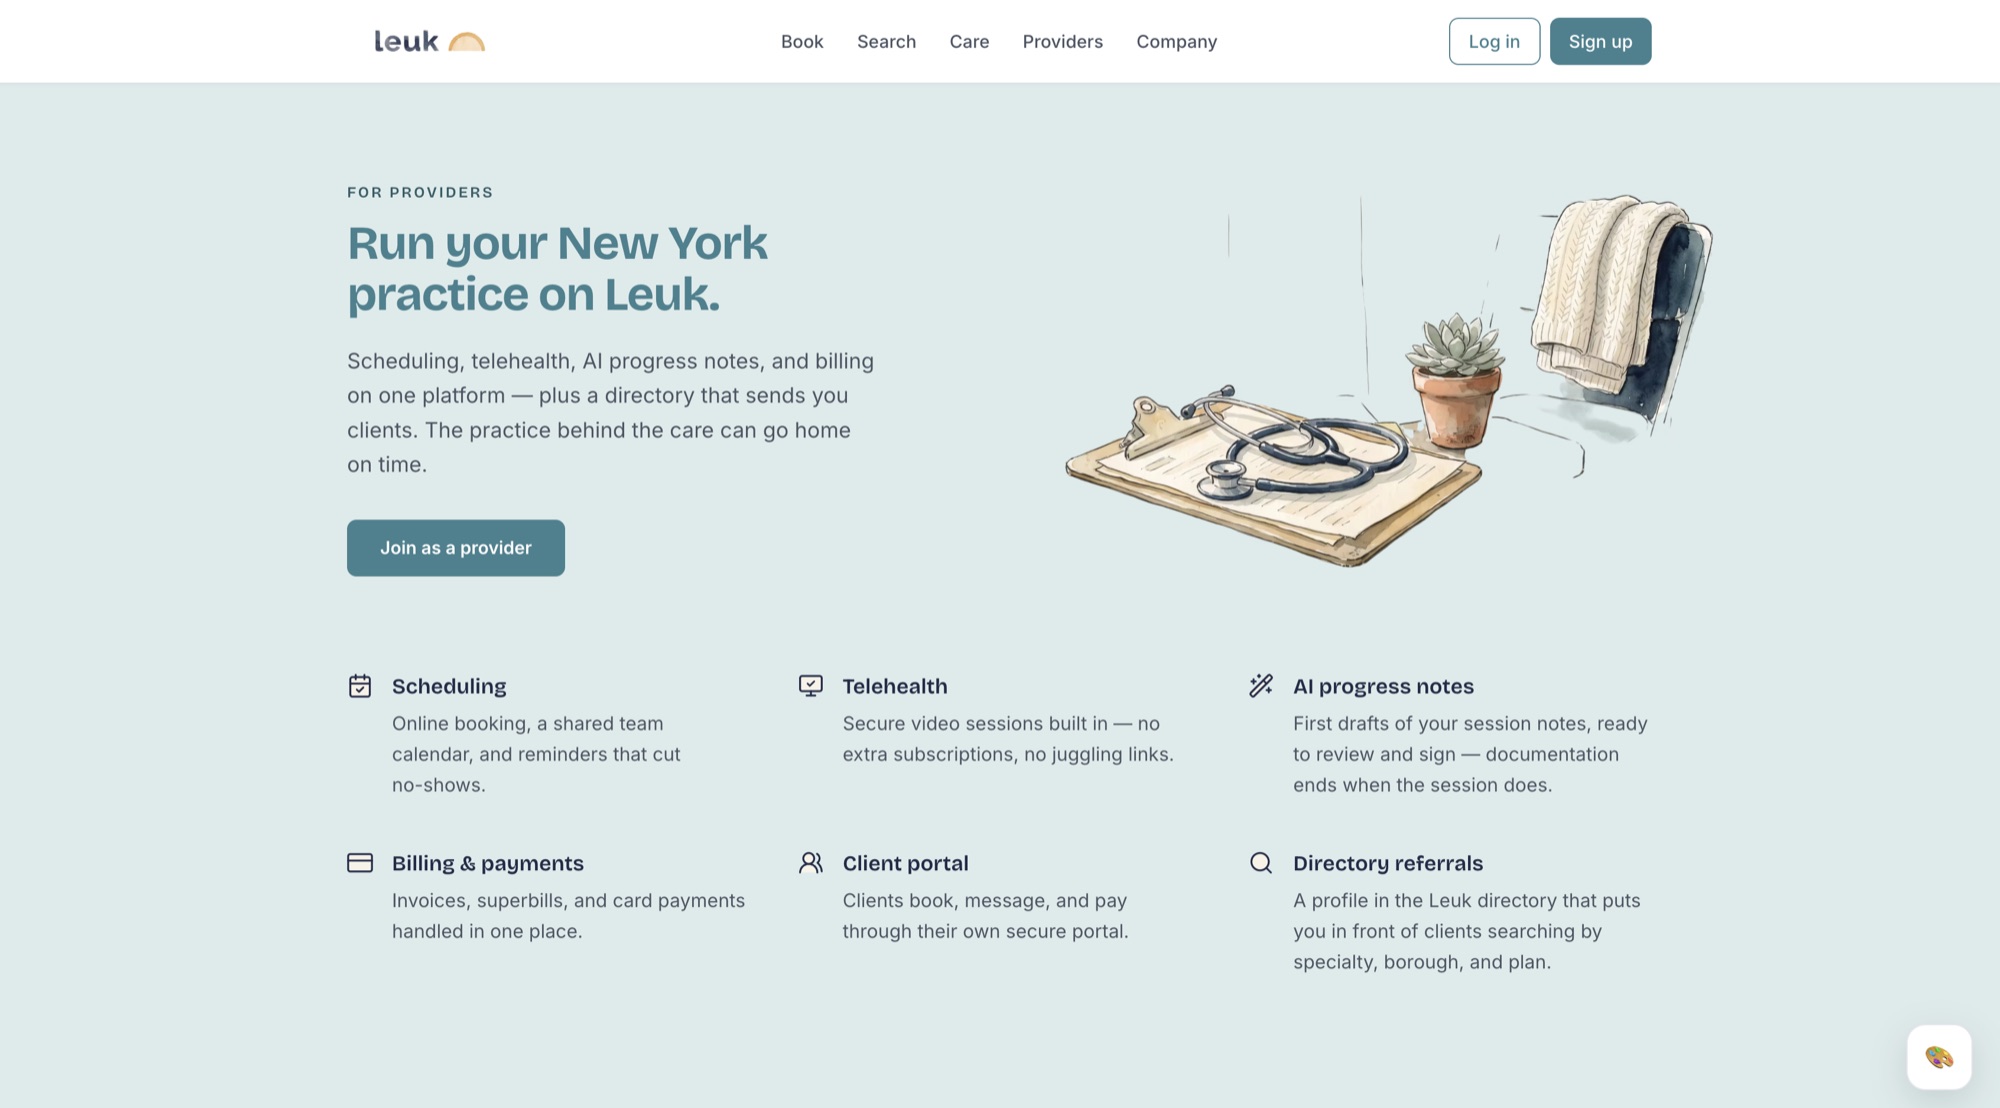 leuk
Book
Search
Care
Providers
Company
Log in
Sign up
FOR PROVIDERS
Run your New York
practice on Leuk.
Scheduling, telehealth, AI progress notes, and billing
on one platform — plus a directory that sends you
clients. The practice behind the care can go home
on time.
Join as a provider
Scheduling
Online booking, a shared team
calendar, and reminders that cut
no-shows.
Telehealth
Secure video sessions built in — no
extra subscriptions, no juggling links.
AI progress notes
First drafts of your session notes, ready
to review and sign — documentation
ends when the session does.
Billing & payments
Invoices, superbills, and card payments
handled in one place.
Client portal
Clients book, message, and pay
through their own secure portal.
Directory referrals
A profile in the Leuk directory that puts
you in front of clients searching by
specialty, borough, and plan.